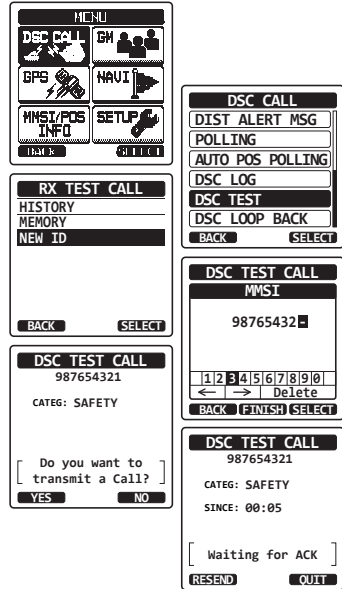 MENU
DSC CALL
GM
GPS
NAVI
MMSI/POS INFO
SETUP
BACK
SELECT
DSC CALL
DIST ALERT MSG
POLLING
AUTO POS POLLING
DSC LOG
DSC TEST
DSC LOOP BACK
BACK SELECT
RX TEST CALL
HISTORY
MEMORY
NEW ID
BACK SELECT
DSC TEST CALL
MMSI
98765432-
1 2 3 4 5 6 7 8 9 0
← → Delete
BACK FINISH SELECT
DSC TEST CALL
987654321
CATEG: SAFETY
[ Do you want to
transmit a Call? ]
YES NO
DSC TEST CALL
987654321
CATEG: SAFETY
SINCE: 00:05
[ Waiting for ACK ]
RESEND QUIT